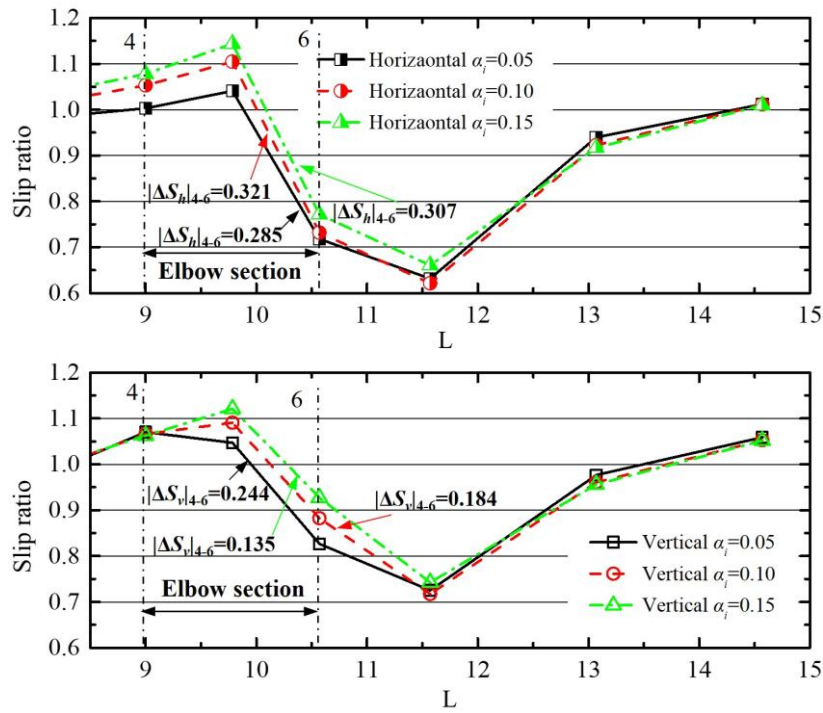 4
6
1.2
1.1
1.0
0.9
0.8
0.7
0.6
Slip ratio
Horizaontal αᵢ=0.05
Horizaontal αᵢ=0.10
Horizaontal αᵢ=0.15
|ΔSₕ|₄₋₆=0.321
|ΔSₕ|₄₋₆=0.307
|ΔSₕ|₄₋₆=0.285
Elbow section
9 10 11 12 13 14 15
L
4
6
1.2
1.1
1.0
0.9
0.8
0.7
0.6
Slip ratio
|ΔSᵥ|₄₋₆=0.244
|ΔSᵥ|₄₋₆=0.184
|ΔSᵥ|₄₋₆=0.135
Elbow section
Vertical αᵢ=0.05
Vertical αᵢ=0.10
Vertical αᵢ=0.15
9 10 11 12 13 14 15
L